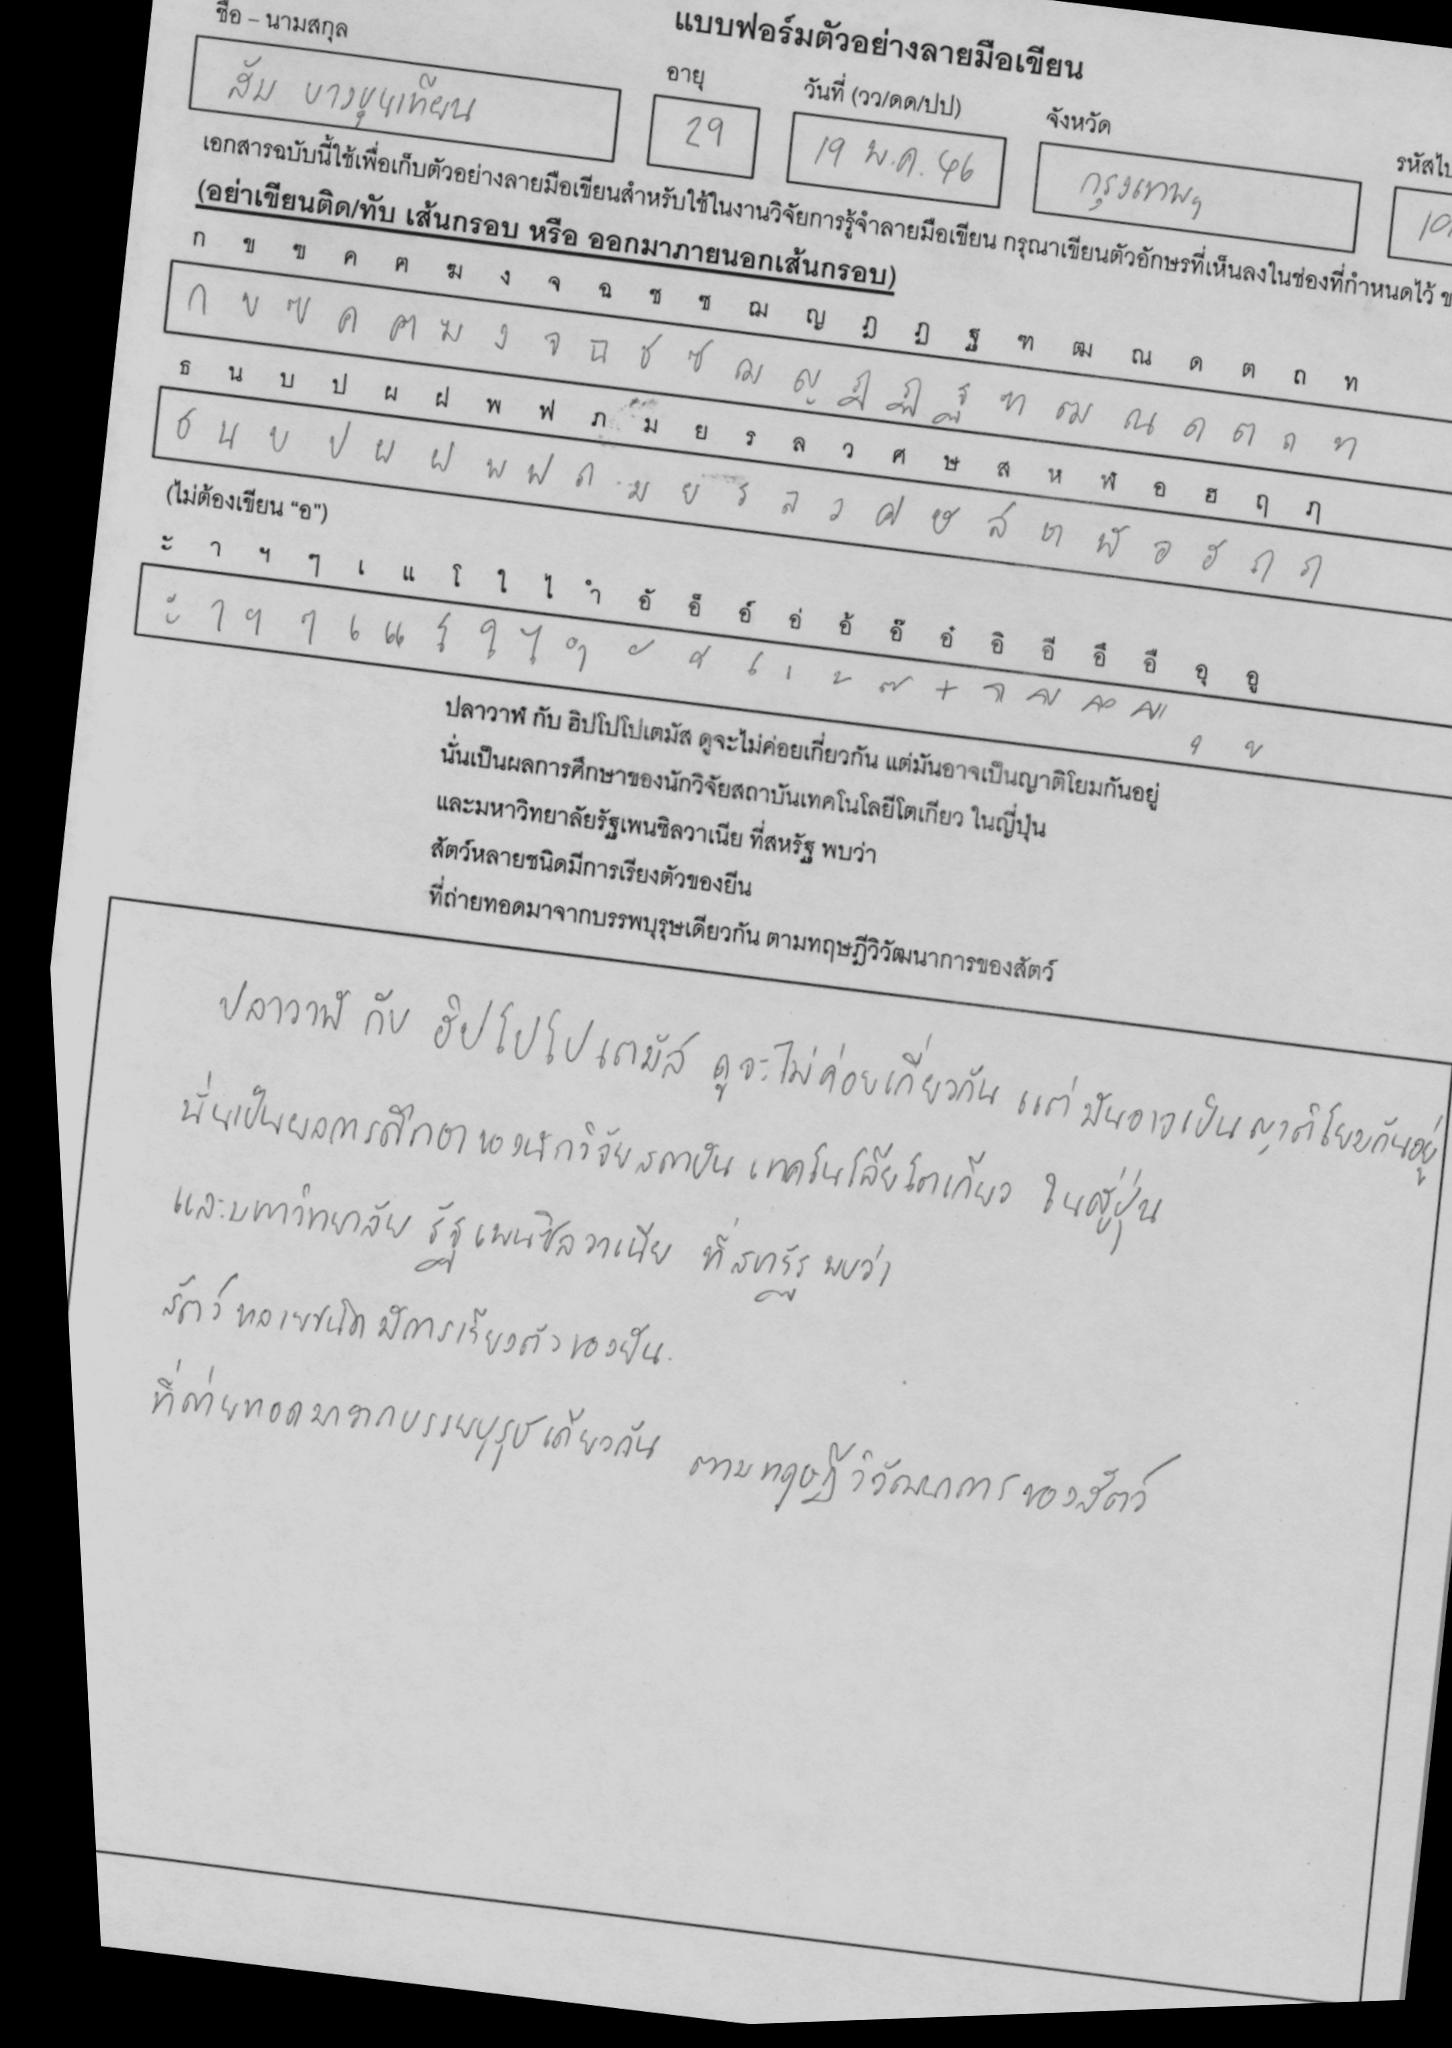 แบบฟอร์มตัวอย่างลายมือเขียน
ชื่อ – นามสกุล อายุ วันที่ (วว/ดด/ปป) จังหวัด
ส้ม บางขุนเทียน 29 19 พ.ค. 46 กรุงเทพฯ
เอกสารฉบับนี้ใช้เพื่อเก็บตัวอย่างลายมือเขียนสำหรับใช้ในงานวิจัยการรู้จำลายมือเขียน กรุณาเขียนตัวอักษรที่เห็นลงในช่องที่กำหนดไว้
(อย่าเขียนติด/ทับ เส้นกรอบ หรือ ออกมาภายนอกเส้นกรอบ)
ก ข ฃ ค ฅ ฆ ง จ ฉ ช ซ ฌ ญ ฎ ฏ ฐ ฑ ฒ ณ ด ต ถ ท
ก ข ฃ ค ฅ ฆ ง จ ฉ ช ซ ฌ ญ ฎ ฏ ฐ ฑ ฒ ณ ด ต ถ ท
ธ น บ ป ผ ฝ พ ฟ ภ ม ย ร ล ว ศ ษ ส ห ฬ อ ฮ ฤ ฦ
ธ น บ ป ผ ฝ พ ฟ ภ ม ย ร ล ว ศ ษ ส ห ฬ อ ฮ ฤ ฦ
(ไม่ต้องเขียน “อ”)
ะ า ฯ ๆ เ แ โ ใ ไ ำ อั อ็ อ์ อ่ อ้ อ๊ อ๋ อิ อี อึ อื อุ อู
ะ า ฯ ๆ เ แ โ ใ ไ ำ ั ็ ์ ่ ้ ๊ ๋ ิ ี ึ ื ุ ู
ปลาวาฬ กับ ฮิปโปโปเตมัส ดูจะไม่ค่อยเกี่ยวกัน แต่มันอาจเป็นญาติโยมกันอยู่
นั่นเป็นผลการศึกษาของนักวิจัยสถาบันเทคโนโลยีโตเกียว ในญี่ปุ่น
และมหาวิทยาลัยรัฐเพนซิลวาเนีย ที่สหรัฐ พบว่า
สัตว์หลายชนิดมีการเรียงตัวของยีน
ที่ถ่ายทอดมาจากบรรพบุรุษเดียวกัน ตามทฤษฎีวิวัฒนาการของสัตว์
ปลาวาฬ กับ ฮิปโปโปเตมัส ดูจะไม่ค่อยเกี่ยวกัน แต่มันอาจเป็นญาติโยมกันอยู่
นั่นเป็นผลการศึกษาของนักวิจัยสถาบัน เทคโนโลยีโตเกียว ในญี่ปุ่น
และมหาวิทยาลัย รัฐเพนซิลวาเนีย ที่สหรัฐ พบว่า
สัตว์หลายชนิดมีการเรียงตัวของยีน
ที่ถ่ายทอดมาจากบรรพบุรุษเดียวกัน ตามทฤษฎีวิวัฒนาการของสัตว์